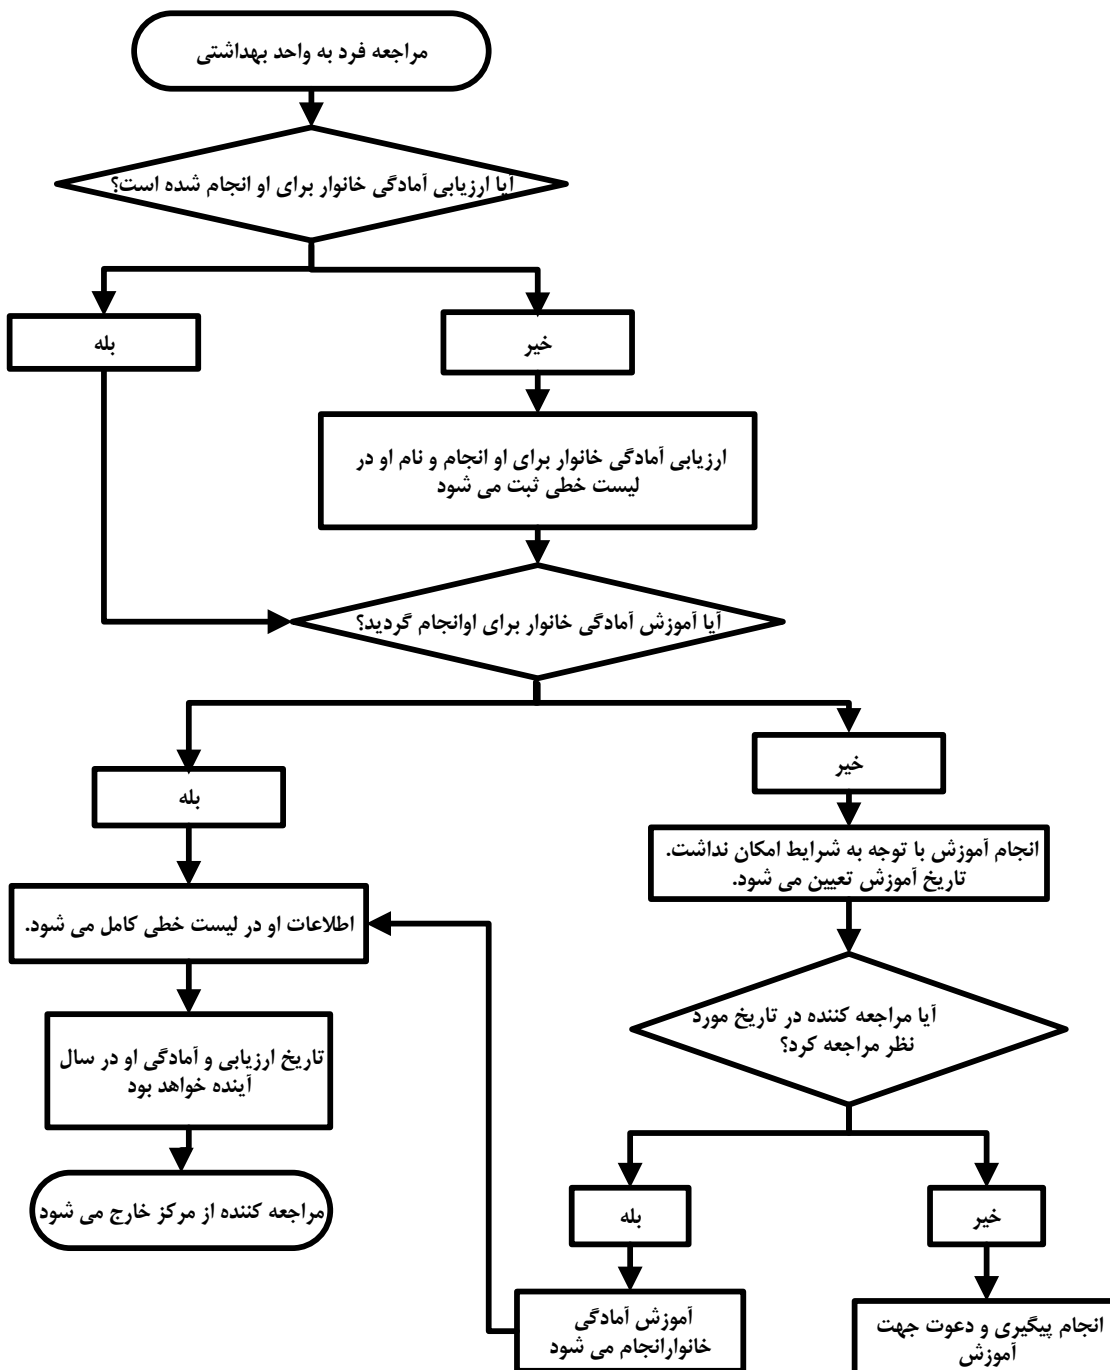 مراجعه فرد به واحد بهداشتی
آیا ارزیابی آمادگی خانوار برای او انجام شده است؟
خیر
بله
ارزیابی آمادگی خانوار برای او انجام و نام او در
لیست خطی ثبت می شود
آیا آموزش آمادگی خانوار برای اوانجام گردید؟
خیر
بله
انجام آموزش با توجه به شرایط امکان نداشت.
تاریخ آموزش تعیین می شود.
اطلاعات او در لیست خطی کامل می شود.
آیا مراجعه کننده در تاریخ مورد
نظر مراجعه کرد؟
تاریخ ارزیابی و آمادگی او در سال
آینده خواهد بود
مراجعه کننده از مرکز خارج می شود
خیر
بله
انجام پیگیری و دعوت جهت
آموزش
آموزش آمادگی
خانوارانجام می شود